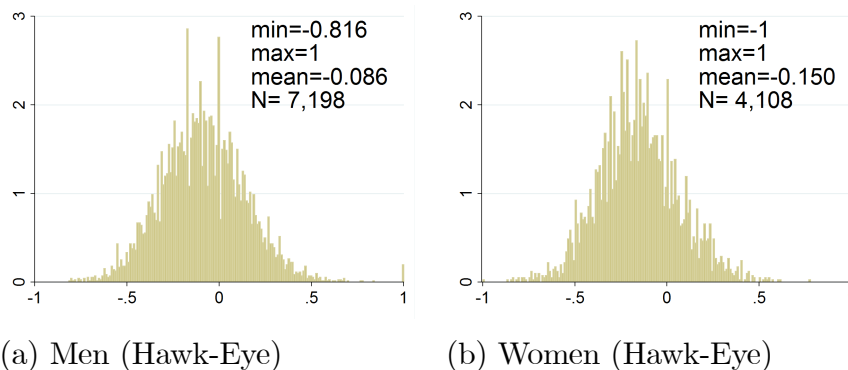 min=-0.816
max=1
mean=-0.086
N= 7,198
3
2
1
0
-1
-.5
0
.5
1
(a) Men (Hawk-Eye)
min=-1
max=1
mean=-0.150
N= 4,108
3
2
1
0
-1
-.5
0
.5
(b) Women (Hawk-Eye)